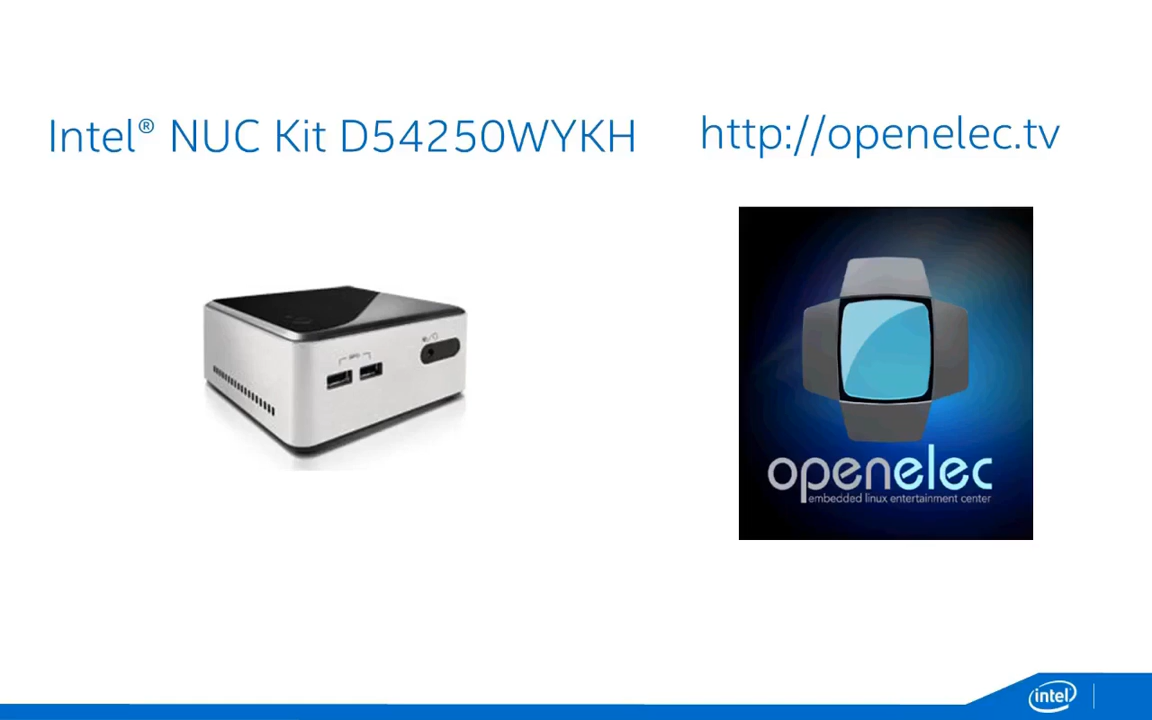 Intel® NUC Kit D54250WYKH
http://openelec.tv
openelec
embedded linux entertainment center
intel